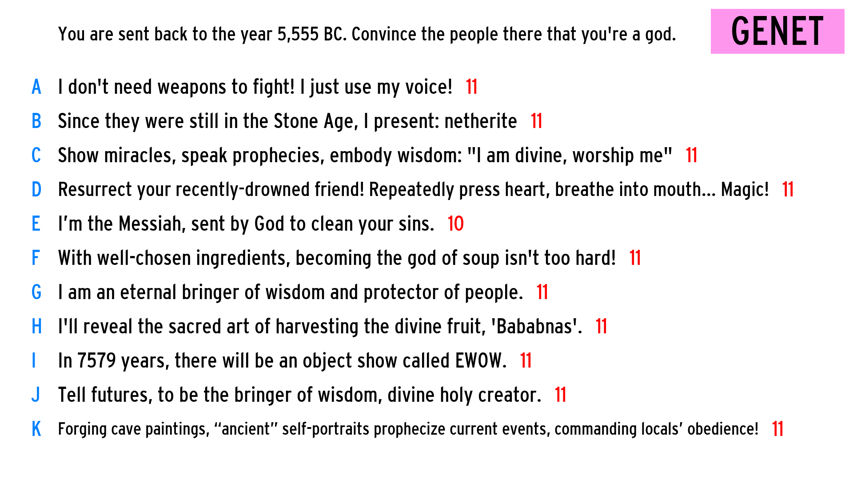 You are sent back to the year 5,555 BC. Convince the people there that you're a god.
GENET
A I don't need weapons to fight! I just use my voice! 11
B Since they were still in the Stone Age, I present: netherite 11
C Show miracles, speak prophecies, embody wisdom: "I am divine, worship me" 11
D Resurrect your recently-drowned friend! Repeatedly press heart, breathe into mouth... Magic! 11
E I’m the Messiah, sent by God to clean your sins. 10
F With well-chosen ingredients, becoming the god of soup isn't too hard! 11
G I am an eternal bringer of wisdom and protector of people. 11
H I'll reveal the sacred art of harvesting the divine fruit, 'Bababnas'. 11
I In 7579 years, there will be an object show called EWOW. 11
J Tell futures, to be the bringer of wisdom, divine holy creator. 11
K Forging cave paintings, “ancient” self-portraits prophecize current events, commanding locals’ obedience! 11